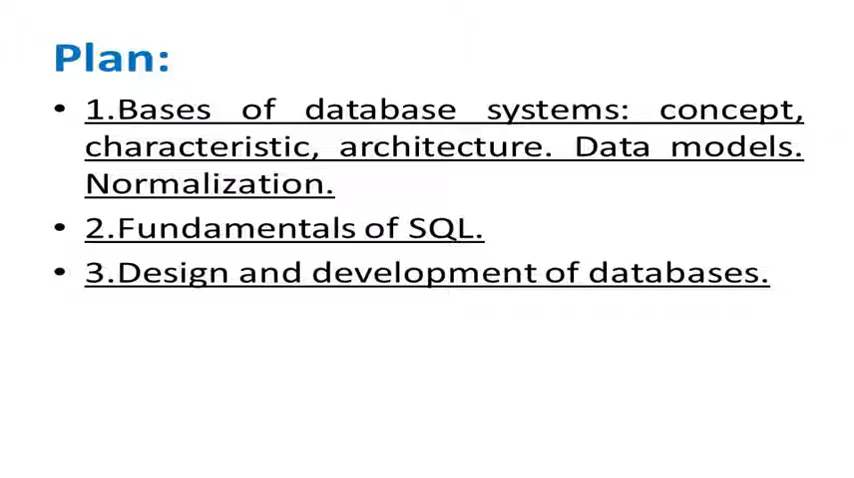 Plan:
• 1.Bases of database systems: concept,
characteristic, architecture. Data models.
Normalization.
• 2.Fundamentals of SQL.
• 3.Design and development of databases.